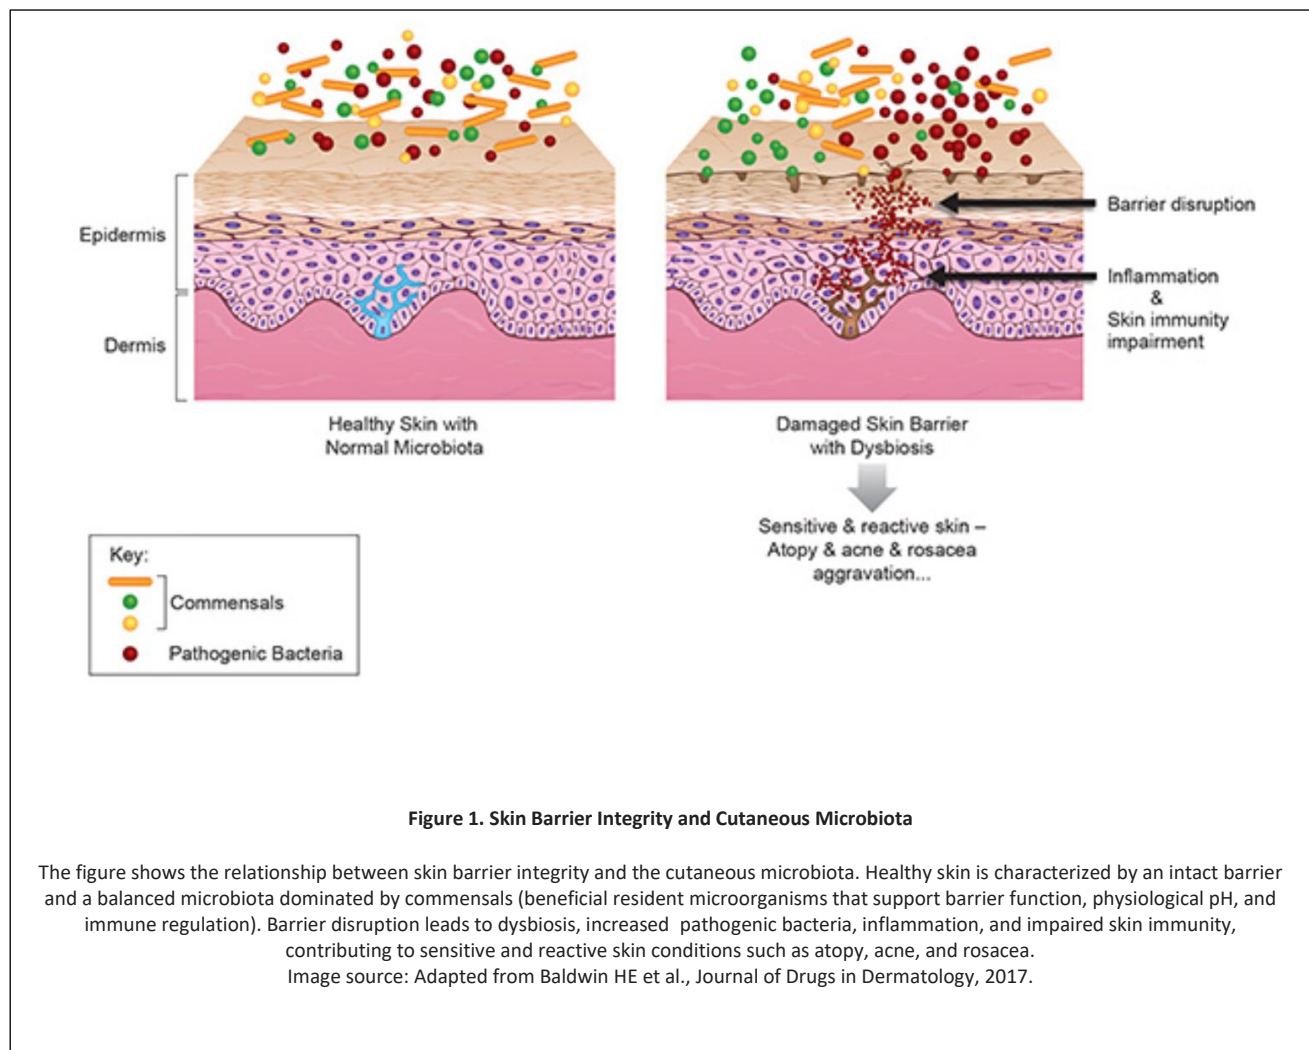 Epidermis
Dermis
Barrier disruption
Inflammation
&
Skin immunity
impairment
Healthy Skin with
Normal Microbiota
Damaged Skin Barrier
with Dysbiosis
Sensitive & reactive skin –
Atopy & acne & rosacea
aggravation...
Key:
Commensals
Pathogenic Bacteria
Figure 1. Skin Barrier Integrity and Cutaneous Microbiota
The figure shows the relationship between skin barrier integrity and the cutaneous microbiota. Healthy skin is characterized by an intact barrier
and a balanced microbiota dominated by commensals (beneficial resident microorganisms that support barrier function, physiological pH, and
immune regulation). Barrier disruption leads to dysbiosis, increased  pathogenic bacteria, inflammation, and impaired skin immunity,
contributing to sensitive and reactive skin conditions such as atopy, acne, and rosacea.
Image source: Adapted from Baldwin HE et al., Journal of Drugs in Dermatology, 2017.